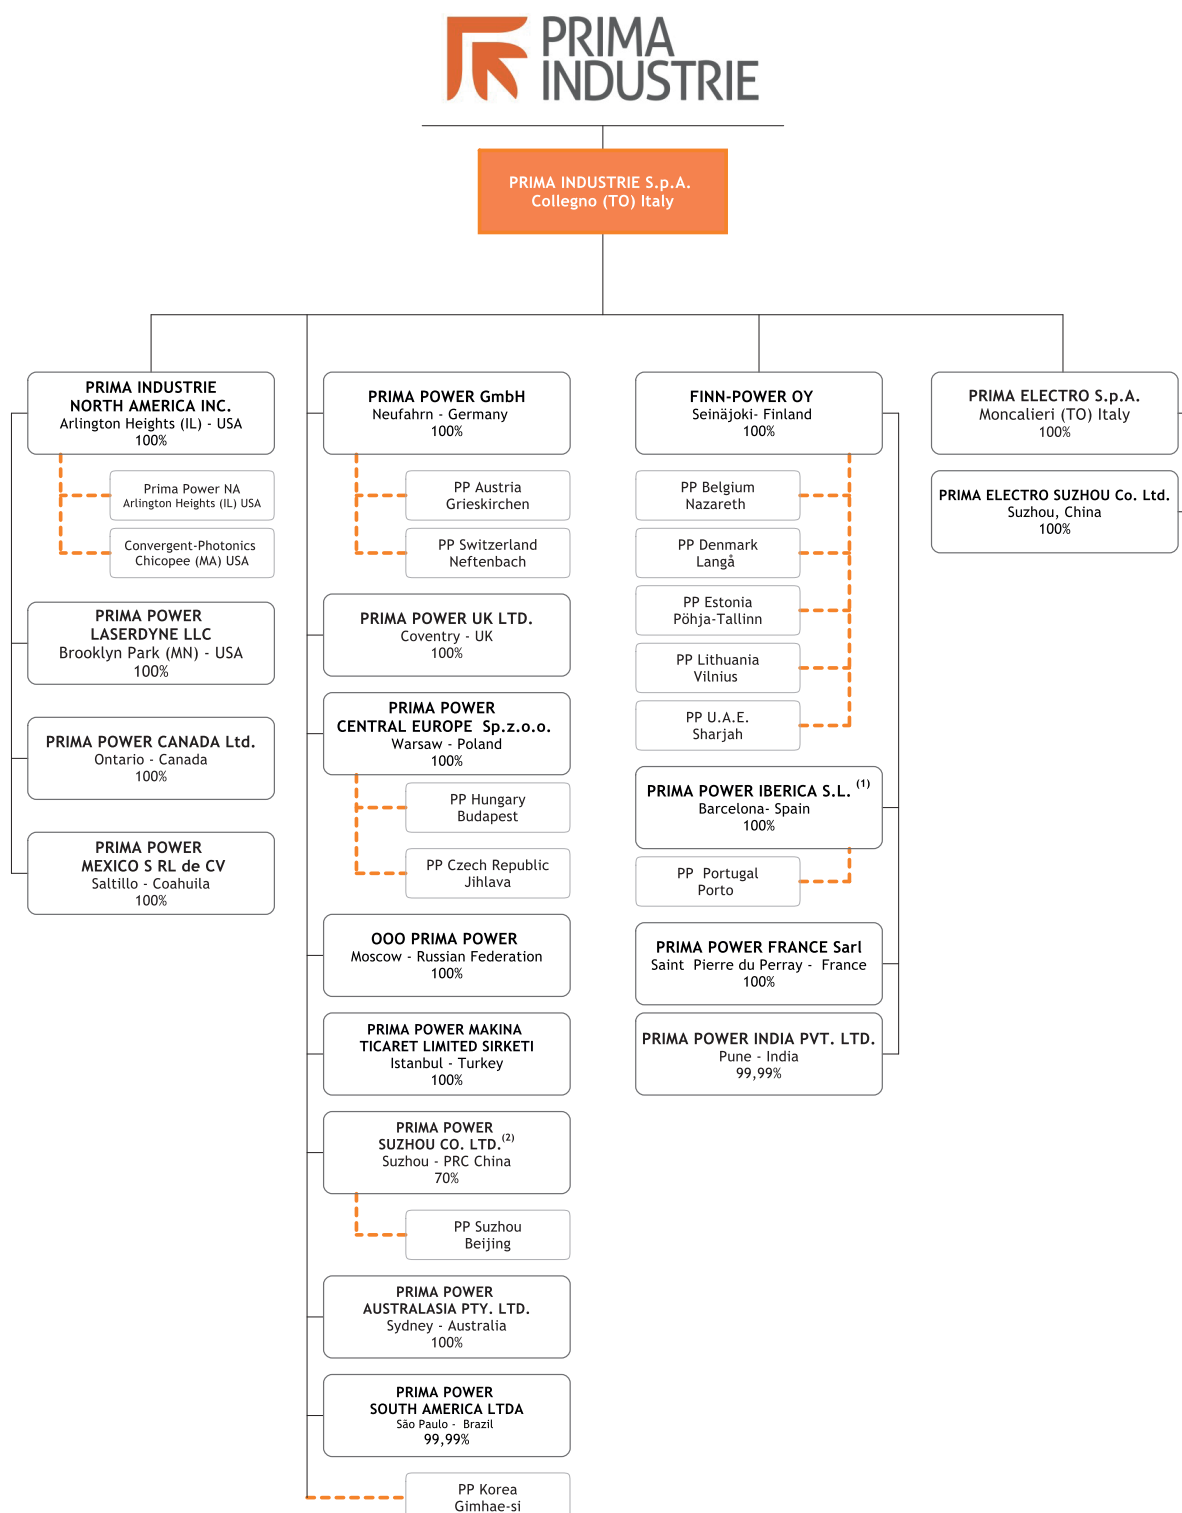 PRIMA
INDUSTRIE
PRIMA INDUSTRIE S.p.A.
Collegno (TO) Italy
PRIMA INDUSTRIE
NORTH AMERICA INC.
Arlington Heights (IL) - USA
100%
Prima Power NA
Arlington Heights (IL) USA
Convergent-Photonics
Chicopee (MA) USA
PRIMA POWER
LASERDYNE LLC
Brooklyn Park (MN) - USA
100%
PRIMA POWER CANADA Ltd.
Ontario - Canada
100%
PRIMA POWER
MEXICO S RL de CV
Saltillo - Coahuila
100%
PRIMA POWER GmbH
Neufahrn - Germany
100%
PP Austria
Grieskirchen
PP Switzerland
Neftenbach
PRIMA POWER UK LTD.
Coventry - UK
100%
PRIMA POWER
CENTRAL EUROPE Sp.z.o.o.
Warsaw - Poland
100%
PP Hungary
Budapest
PP Czech Republic
Jihlava
OOO PRIMA POWER
Moscow - Russian Federation
100%
PRIMA POWER MAKINA
TICARET LIMITED SIRKETI
Istanbul - Turkey
100%
PRIMA POWER
SUZHOU CO. LTD.(2)
Suzhou - PRC China
70%
PP Suzhou
Beijing
PRIMA POWER
AUSTRALASIA PTY. LTD.
Sydney - Australia
100%
PRIMA POWER
SOUTH AMERICA LTDA
São Paulo - Brazil
99,99%
PP Korea
Gimhae-si
FINN-POWER OY
Seinäjoki- Finland
100%
PP Belgium
Nazareth
PP Denmark
Langå
PP Estonia
Pöhja-Tallinn
PP Lithuania
Vilnius
PP U.A.E.
Sharjah
PRIMA POWER IBERICA S.L. (1)
Barcelona- Spain
100%
PP Portugal
Porto
PRIMA POWER FRANCE Sarl
Saint Pierre du Perray - France
100%
PRIMA POWER INDIA PVT. LTD.
Pune - India
99,99%
PRIMA ELECTRO S.p.A.
Moncalieri (TO) Italy
100%
PRIMA ELECTRO SUZHOU Co. Ltd.
Suzhou, China
100%